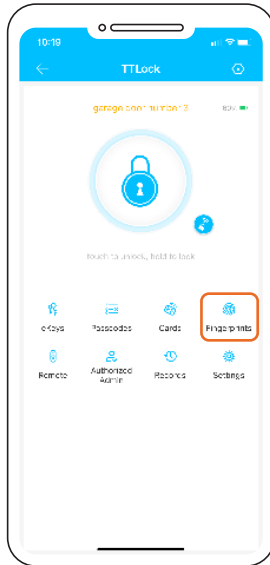 10:19
TTLock
garage door number 3 80%
touch to unlock, hold to lock
eKeys Passcodes Cards Fingerprints
Remote Authorized Admin Records Settings